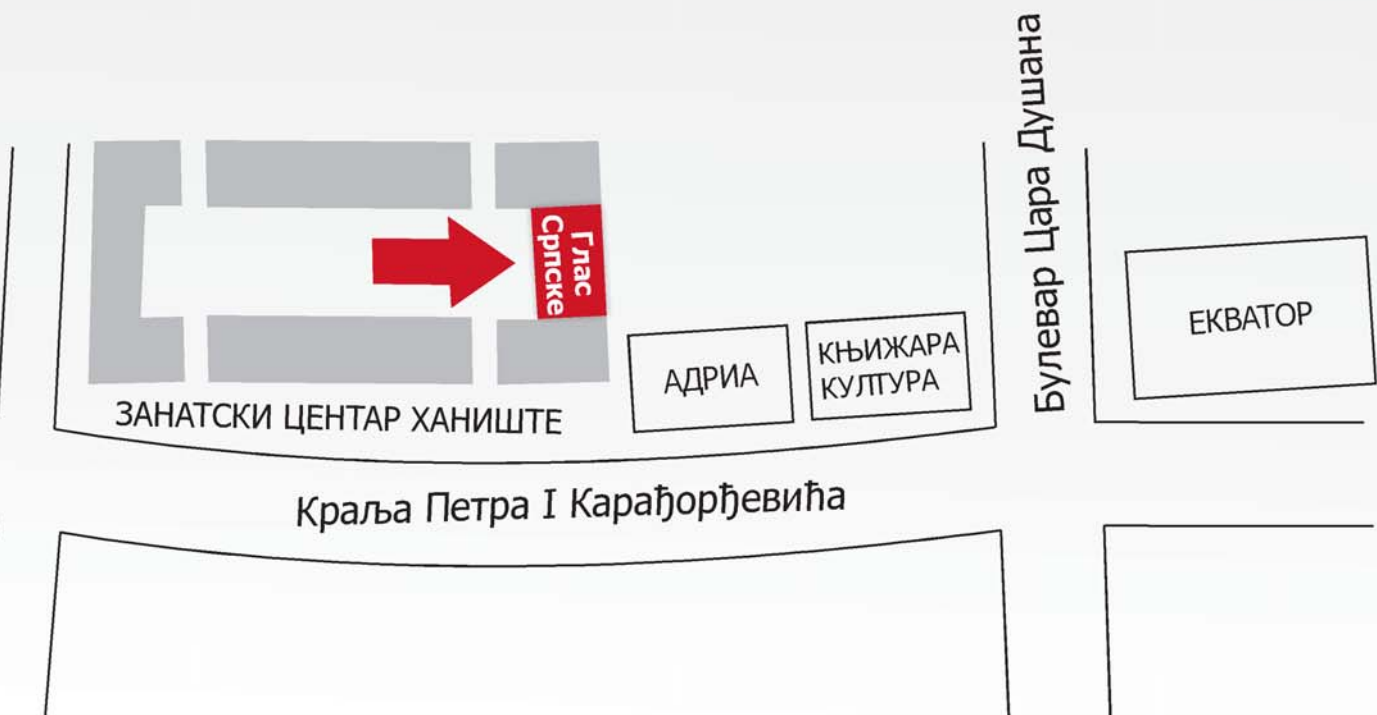 Булевар Цара Душана
Глас
Српске
ЕКВАТОР
АДРИА
КЊИЖАРА
КУЛТУРА
ЗАНАТСКИ ЦЕНТАР ХАНИШТЕ
Краља Петра I Карађорђевића